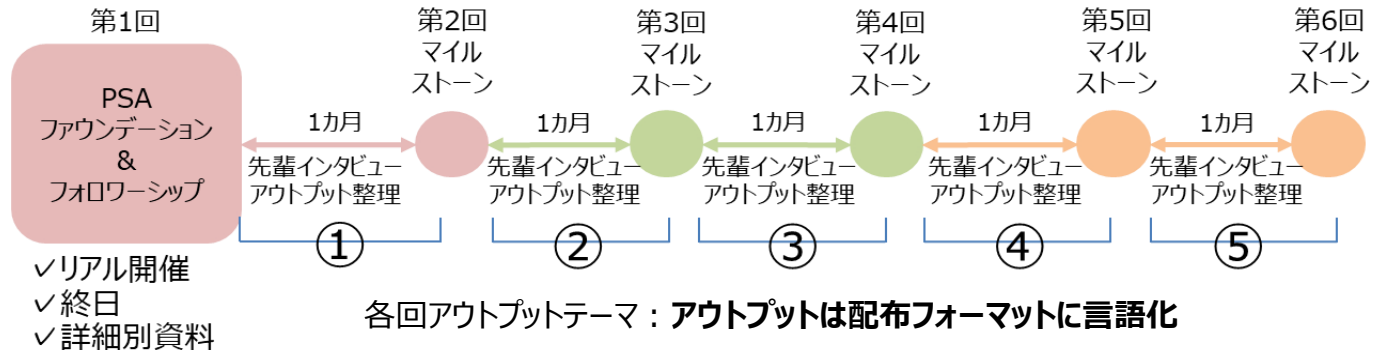 第1回
第2回
マイル
ストーン
第3回
マイル
ストーン
第4回
マイル
ストーン
第5回
マイル
ストーン
第6回
マイル
ストーン
PSA
ファウンデーション
&
フォロワーシップ
1カ月
先輩インタビュー
アウトプット整理
①
1カ月
先輩インタビュー
アウトプット整理
②
1カ月
先輩インタビュー
アウトプット整理
③
1カ月
先輩インタビュー
アウトプット整理
④
1カ月
先輩インタビュー
アウトプット整理
⑤
✓リアル開催
✓終日
✓詳細別資料
各回アウトプットテーマ：アウトプットは配布フォーマットに言語化